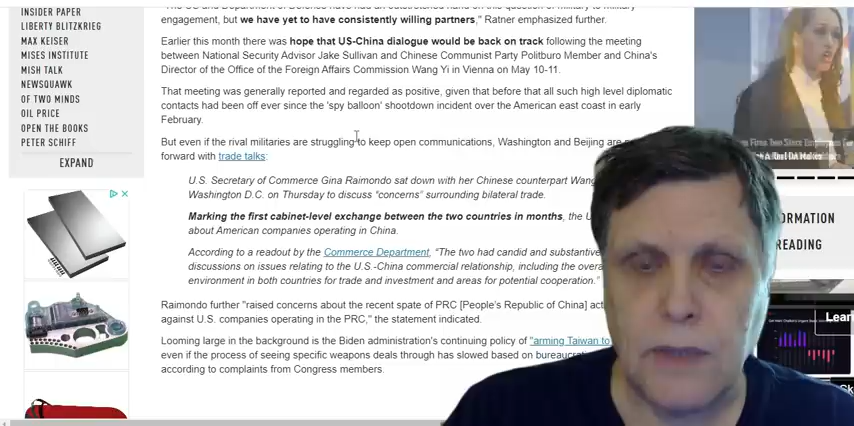 INSIDER PAPER
LIBERTY BLITZKRIEG
MAX KEISER
MISES INSTITUTE
MISH TALK
NEWSQUAWK
OF TWO MINDS
OIL PRICE
OPEN THE BOOKS
PETER SCHIFF
EXPAND
engagement, but we have yet to have consistently willing partners," Ratner emphasized further.
Earlier this month there was hope that US-China dialogue would be back on track following the meeting
between National Security Advisor Jake Sullivan and Chinese Communist Party Politburo Member and China's
Director of the Office of the Foreign Affairs Commission Wang Yi in Vienna on May 10-11.
That meeting was generally reported and regarded as positive, given that before that all such high level diplomatic
contacts had been off ever since the 'spy balloon' shootdown incident over the American east coast in early
February.
But even if the rival militaries are struggling to keep open communications, Washington and Beijing are
forward with trade talks:
U.S. Secretary of Commerce Gina Raimondo sat down with her Chinese counterpart Wang
Washington D.C. on Thursday to discuss “concerns” surrounding bilateral trade.
Marking the first cabinet-level exchange between the two countries in months, the U
about American companies operating in China.
According to a readout by the Commerce Department, “The two had candid and substantive
discussions on issues relating to the U.S.-China commercial relationship, including the overa
environment in both countries for trade and investment and areas for potential cooperation.”
Raimondo further "raised concerns about the recent spate of PRC [People's Republic of China] act
against U.S. companies operating in the PRC," the statement indicated.
Looming large in the background is the Biden administration's continuing policy of "arming Taiwan to
even if the process of seeing specific weapons deals through has slowed based on bureaucra
according to complaints from Congress members.
ORMATION
READING
Lear